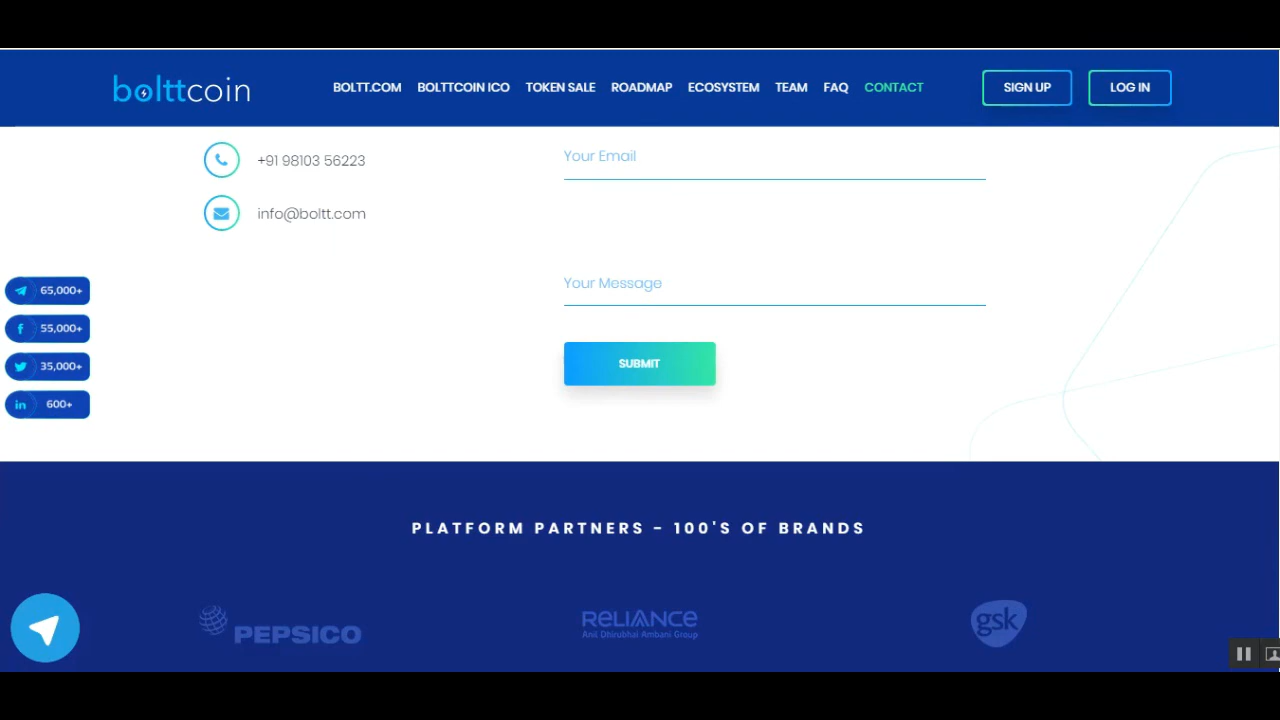 bolttcoin
BOLTT.COM BOLTTCOIN ICO TOKEN SALE ROADMAP ECOSYSTEM TEAM FAQ CONTACT SIGN UP LOG IN
+91 98103 56223
info@boltt.com
Your Email
Your Message
SUBMIT
65,000+
55,000+
35,000+
600+
PLATFORM PARTNERS - 100'S OF BRANDS
PEPSICO
RELIANCE
Anil Dhirubhai Ambani Group
gsk